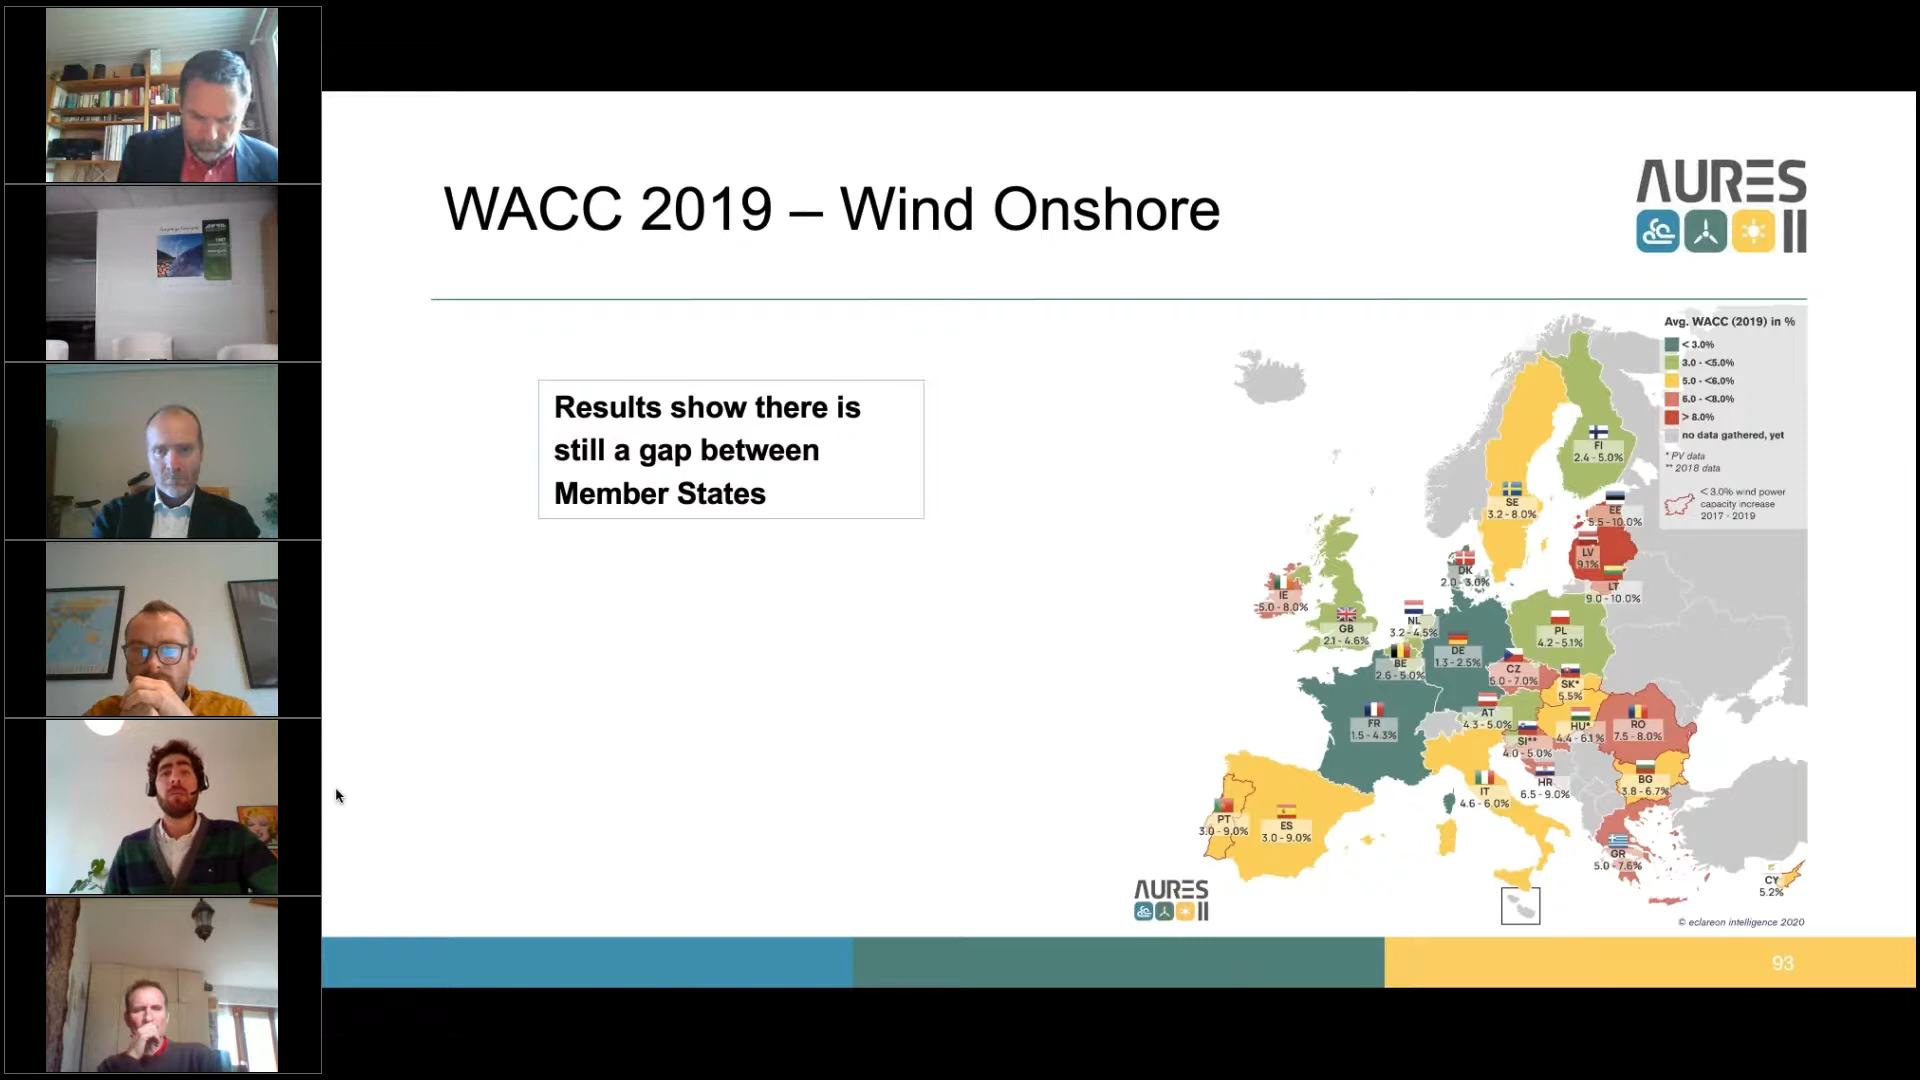 WACC 2019 – Wind Onshore
AURES
II
Results show there is
still a gap between
Member States
Avg. WACC (2019) in %
< 3.0%
3.0 - <5.0%
5.0 - <6.0%
6.0 - <8.0%
> 8.0%
no data gathered, yet
* PV data
** 2018 data
< 3.0% wind power
capacity increase
2017 - 2019
FI
2.4 - 5.0%
SE
3.2 - 8.0%
EE
5.5 - 10.0%
LV
9.1%
LT
9.0 - 10.0%
DK
2.0 - 3.0%
IE
5.0 - 8.0%
GB
2.1 - 4.6%
NL
3.2 - 4.5%
BE
2.6 - 5.0%
DE
1.3 - 2.5%
PL
4.2 - 5.1%
CZ
5.0 - 7.0%
SK*
5.5%
FR
1.5 - 4.3%
AT
4.3 - 5.0%
HU*
4.4 - 6.1%
RO
7.5 - 8.0%
SI**
4.0 - 5.0%
HR
6.5 - 9.0%
IT
4.6 - 6.0%
BG
3.8 - 6.7%
PT
3.0 - 9.0%
ES
3.0 - 9.0%
GR
5.0 - 7.6%
CY
5.2%
AURES
II
© eclareon intelligence 2020
93